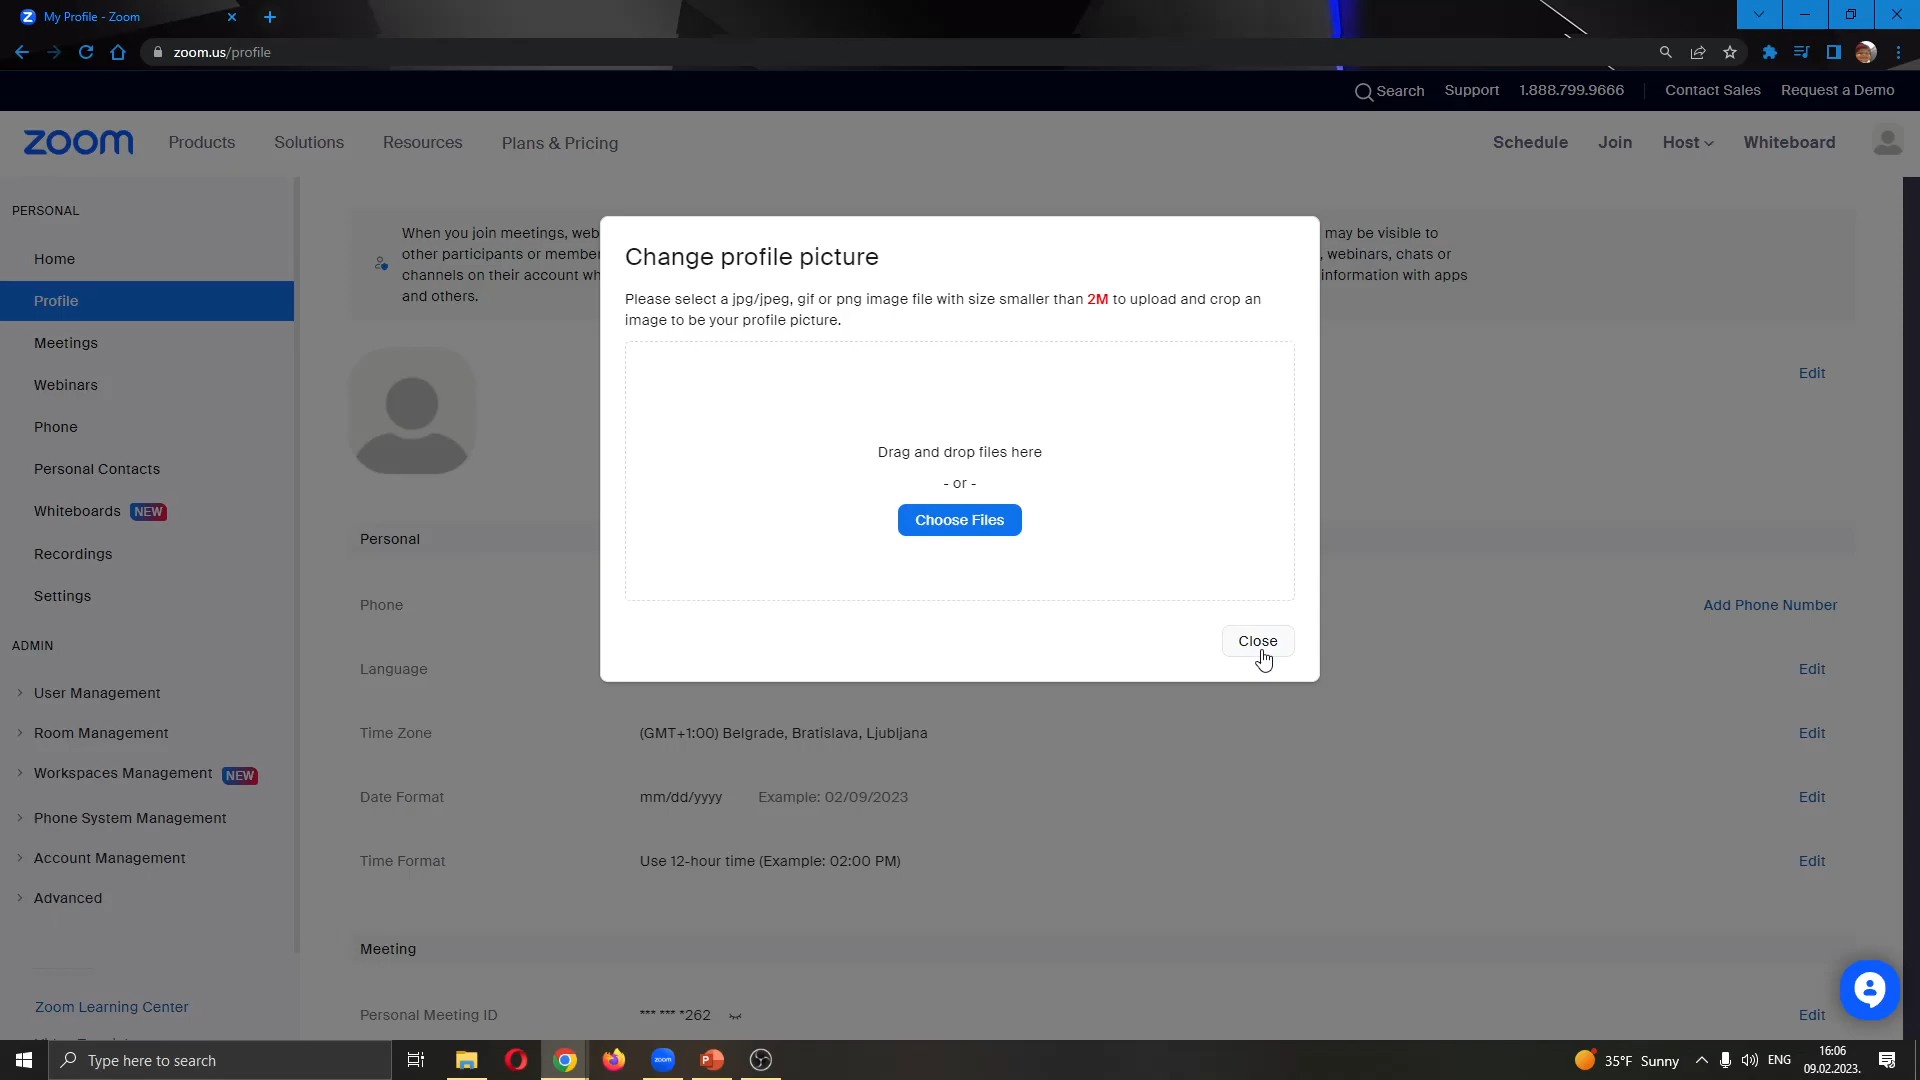 My Profile - Zoom
zoom.us/profile
Search
Support
1.888.799.9666
Contact Sales
Request a Demo
zoom
Products
Solutions
Resources
Plans & Pricing
Schedule
Join
Host
Whiteboard
PERSONAL
Home
Profile
Meetings
Webinars
Phone
Personal Contacts
Whiteboards NEW
Recordings
Settings
ADMIN
User Management
Room Management
Workspaces Management NEW
Phone System Management
Account Management
Advanced
Zoom Learning Center
When you join meetings, web
may be visible to
other participants or member
, webinars, chats or
channels on their account wh
information with apps
and others.
Edit
Change profile picture
Please select a jpg/jpeg, gif or png image file with size smaller than 2M to upload and crop an
image to be your profile picture.
Drag and drop files here
- or -
Choose Files
Close
Personal
Phone
Add Phone Number
Language
Edit
Time Zone
(GMT+1:00) Belgrade, Bratislava, Ljubljana
Edit
Date Format
mm/dd/yyyy
Example: 02/09/2023
Edit
Time Format
Use 12-hour time (Example: 02:00 PM)
Edit
Meeting
Personal Meeting ID
*** *** *262
Edit
Type here to search
zoom
35°F Sunny
ENG
16:06
09.02.2023.